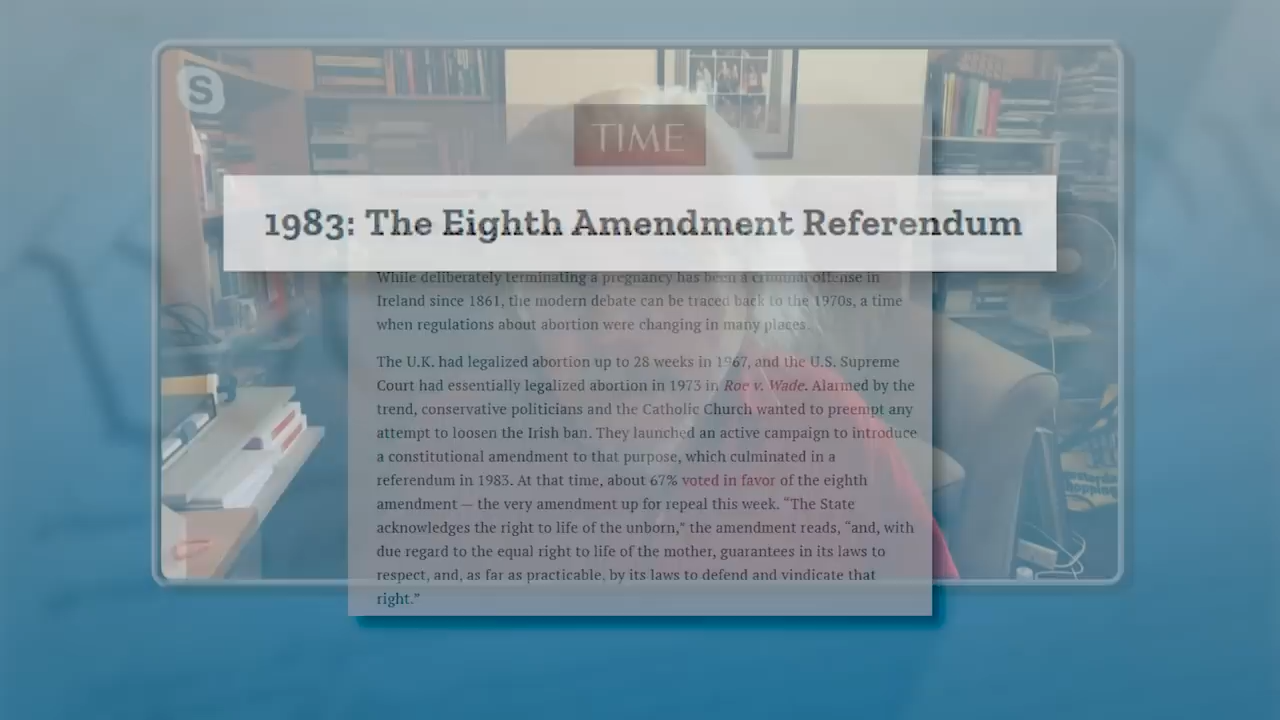 S
TIME
1983: The Eighth Amendment Referendum
While deliberately terminating a pregnancy has been a criminal offense in
Ireland since 1861, the modern debate can be traced back to the 1970s, a time
when regulations about abortion were changing in many places.
The U.K. had legalized abortion up to 28 weeks in 1967, and the U.S. Supreme
Court had essentially legalized abortion in 1973 in Roe v. Wade. Alarmed by the
trend, conservative politicians and the Catholic Church wanted to preempt any
attempt to loosen the Irish ban. They launched an active campaign to introduce
a constitutional amendment to that purpose, which culminated in a
referendum in 1983. At that time, about 67% voted in favor of the eighth
amendment — the very amendment up for repeal this week. “The State
acknowledges the right to life of the unborn,” the amendment reads, “and, with
due regard to the equal right to life of the mother, guarantees in its laws to
respect, and, as far as practicable, by its laws to defend and vindicate that
right.”